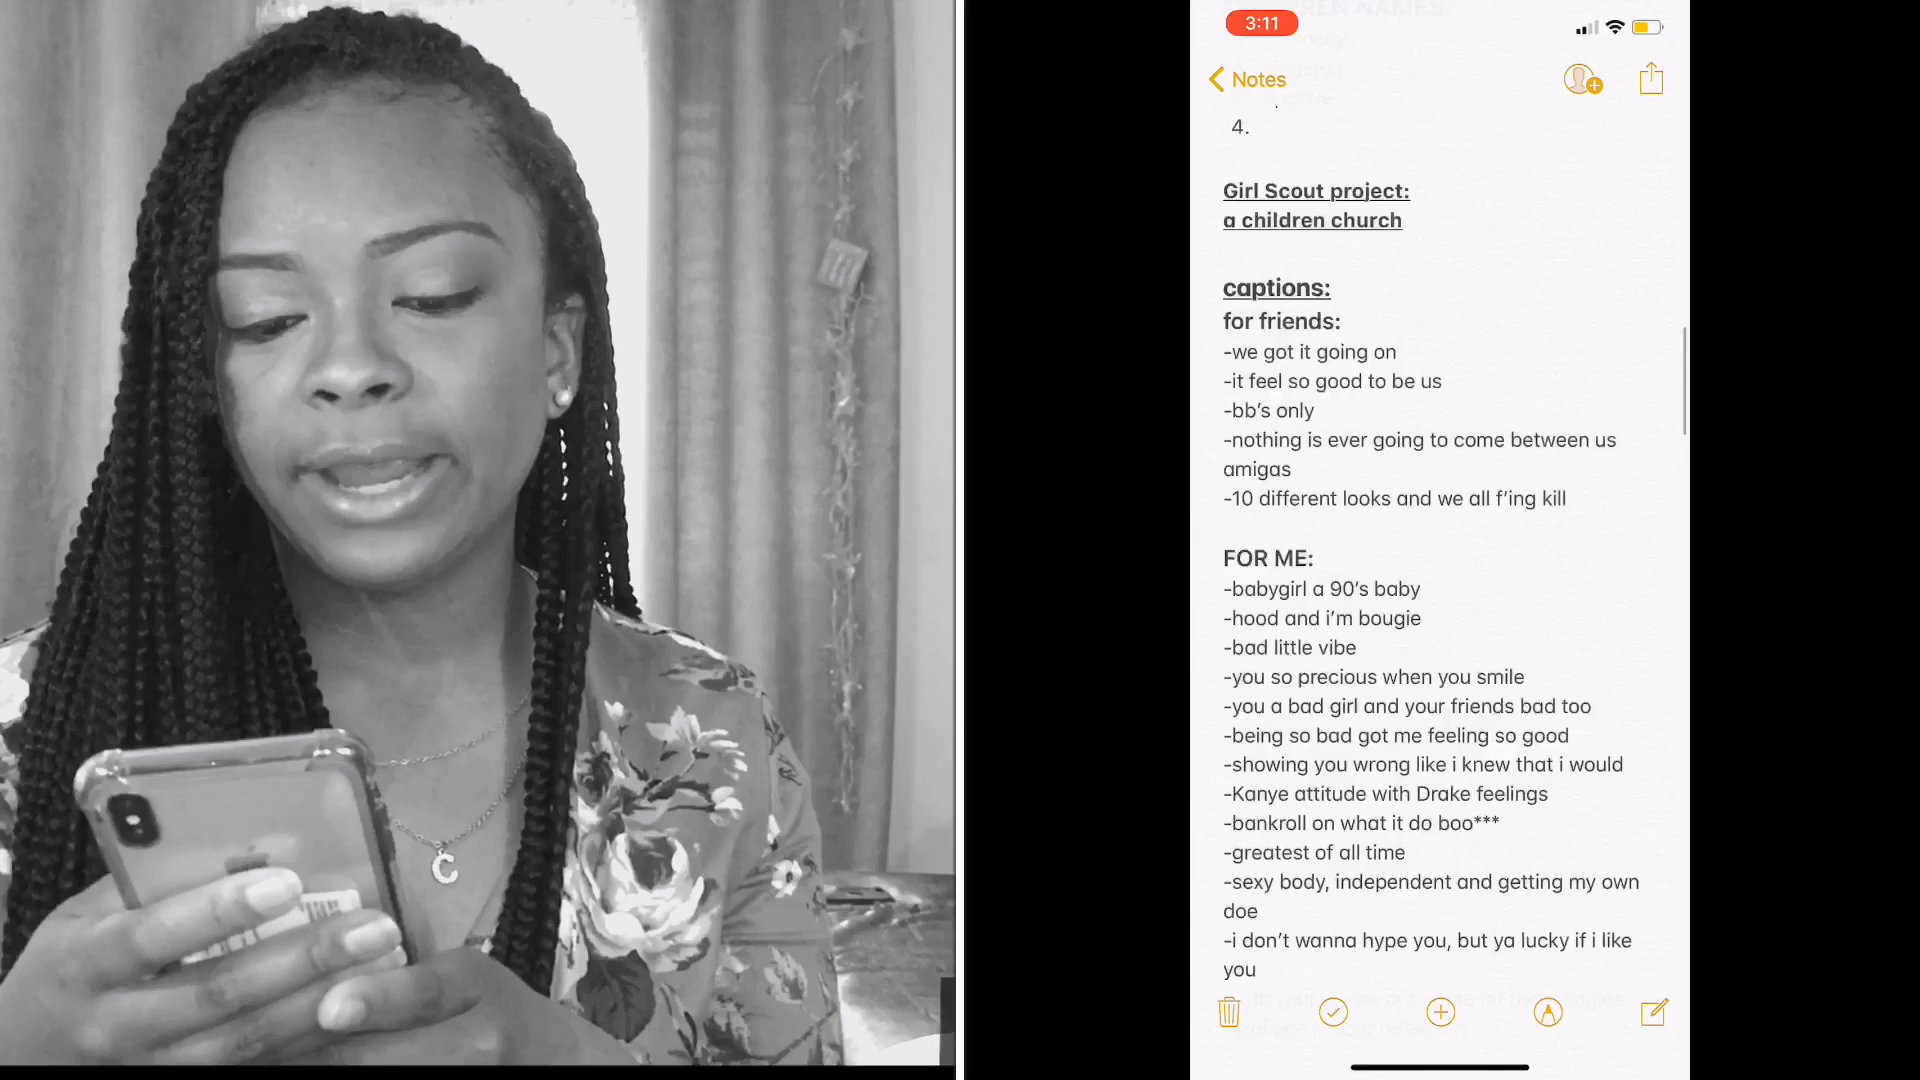 3:11
Notes
4.
Girl Scout project:
a children church
captions:
for friends:
-we got it going on
-it feel so good to be us
-bb's only
-nothing is ever going to come between us
amigas
-10 different looks and we all f'ing kill
FOR ME:
-babygirl a 90's baby
-hood and i'm bougie
-bad little vibe
-you so precious when you smile
-you a bad girl and your friends bad too
-being so bad got me feeling so good
-showing you wrong like i knew that i would
-Kanye attitude with Drake feelings
-bankroll on what it do boo***
-greatest of all time
-sexy body, independent and getting my own
doe
-i don't wanna hype you, but ya lucky if i like
you
C